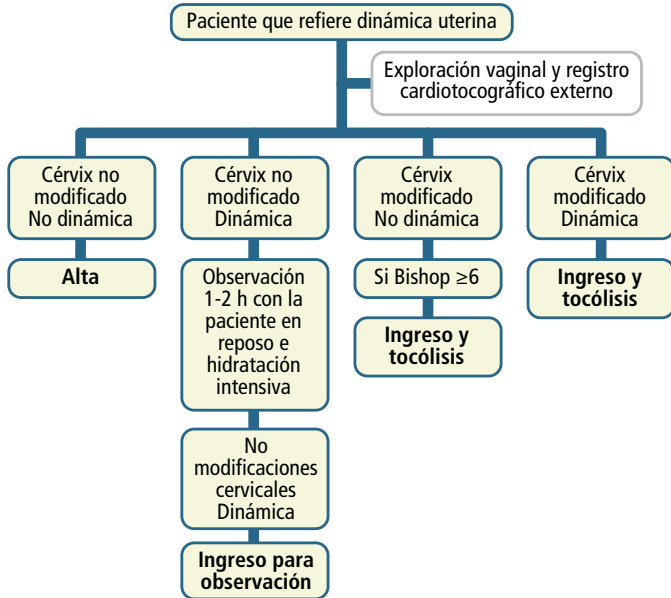 Paciente que refiere dinámica uterina
Exploración vaginal y registro
cardiotocográfico externo
Cérvix no
modificado
No dinámica
Alta
Cérvix no
modificado
Dinámica
Observación
1-2 h con la
paciente en
reposo e
hidratación
intensiva
No
modificaciones
cervicales
Dinámica
Ingreso para
observación
Cérvix
modificado
No dinámica
Si Bishop ≥6
Ingreso y
tocólisis
Cérvix
modificado
Dinámica
Ingreso y
tocólisis